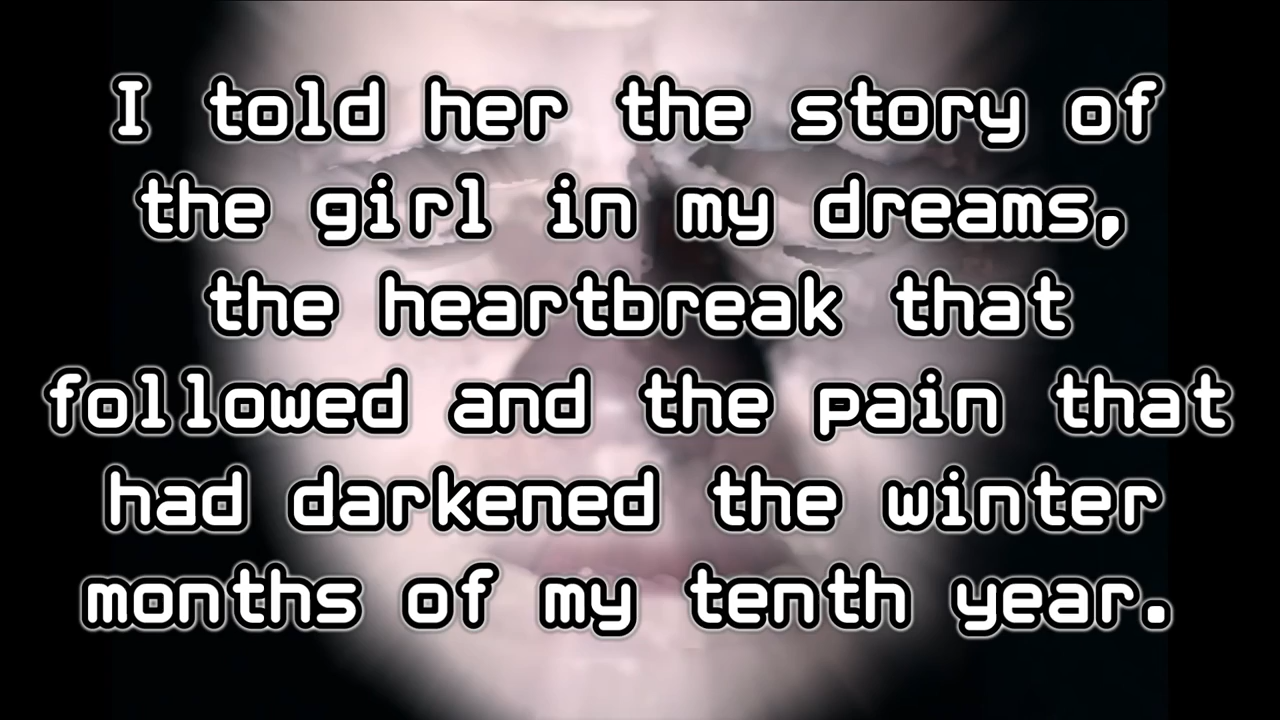 I told her the story of
the girl in my dreams,
the heartbreak that
followed and the pain that
had darkened the winter
months of my tenth year.